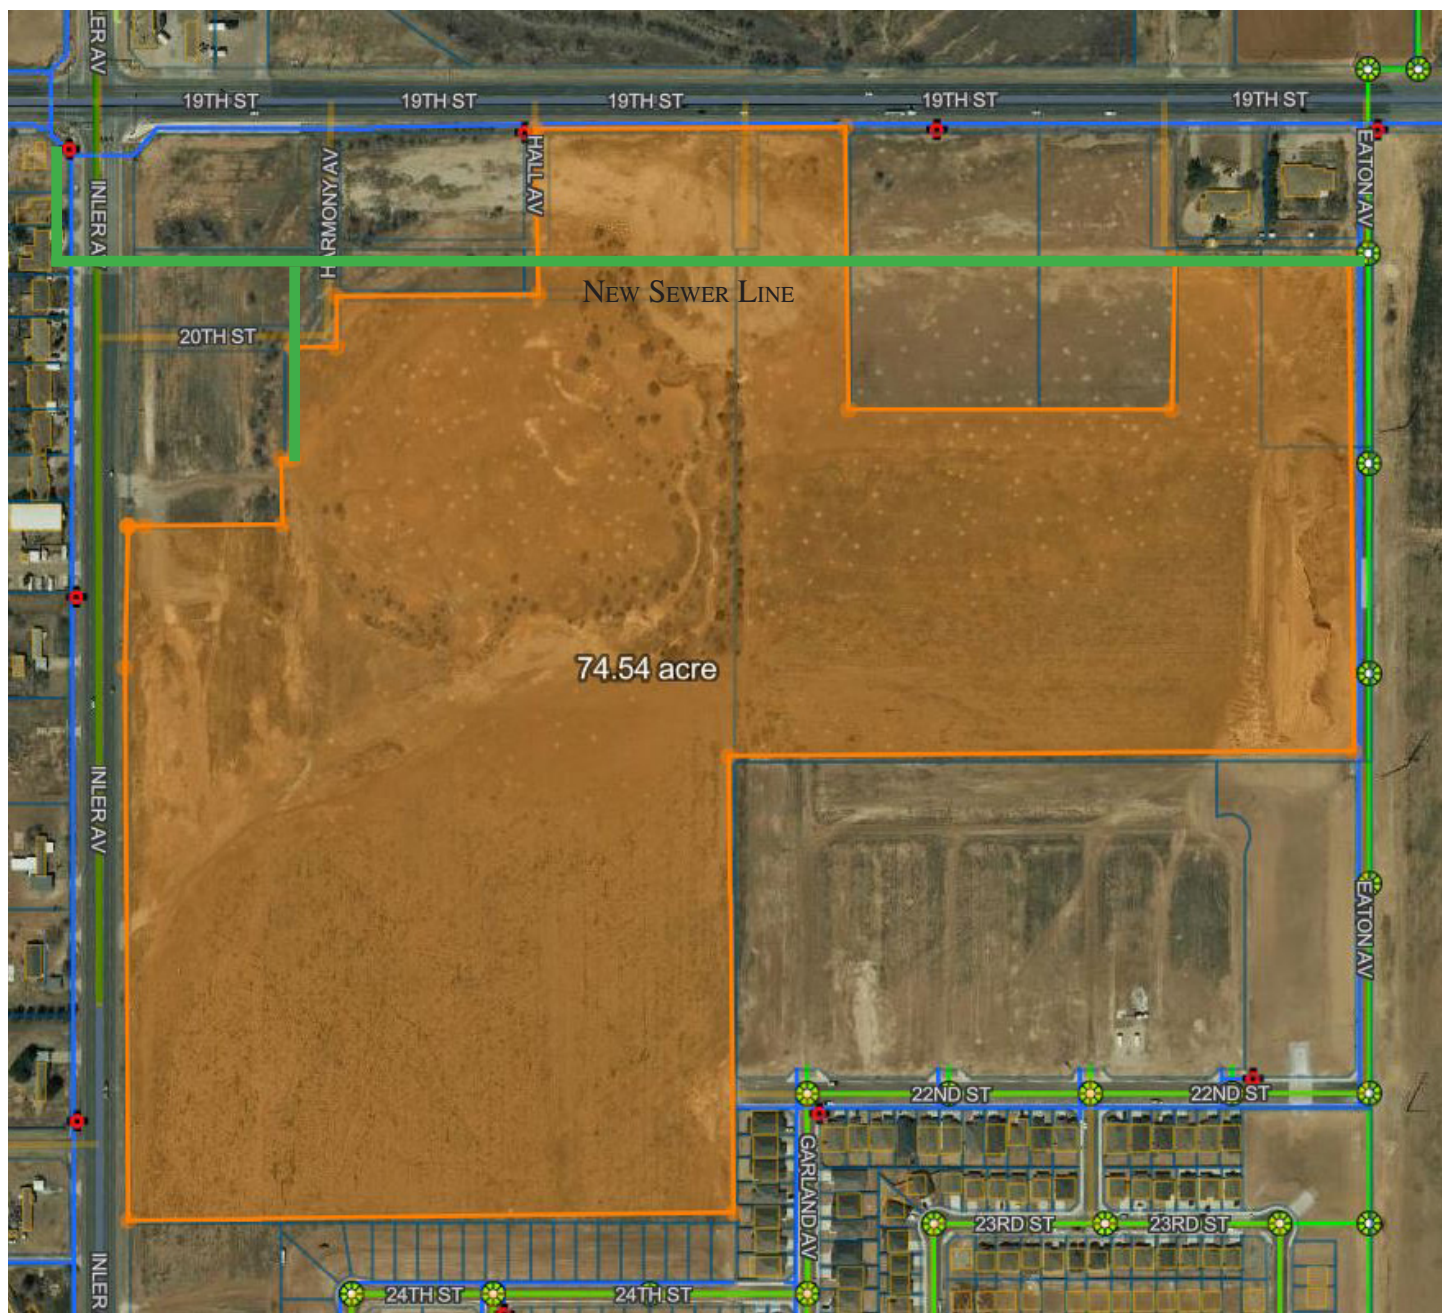 LER AV
19TH ST
19TH ST
19TH ST
19TH ST
19TH ST
INLER AV
HARMONY AV
HALL AV
EATON AV
NEW SEWER LINE
20TH ST
74.54 acre
INLER AV
EATON AV
22ND ST
22ND ST
GARLAND AV
23RD ST
23RD ST
INLER
24TH ST
24TH ST